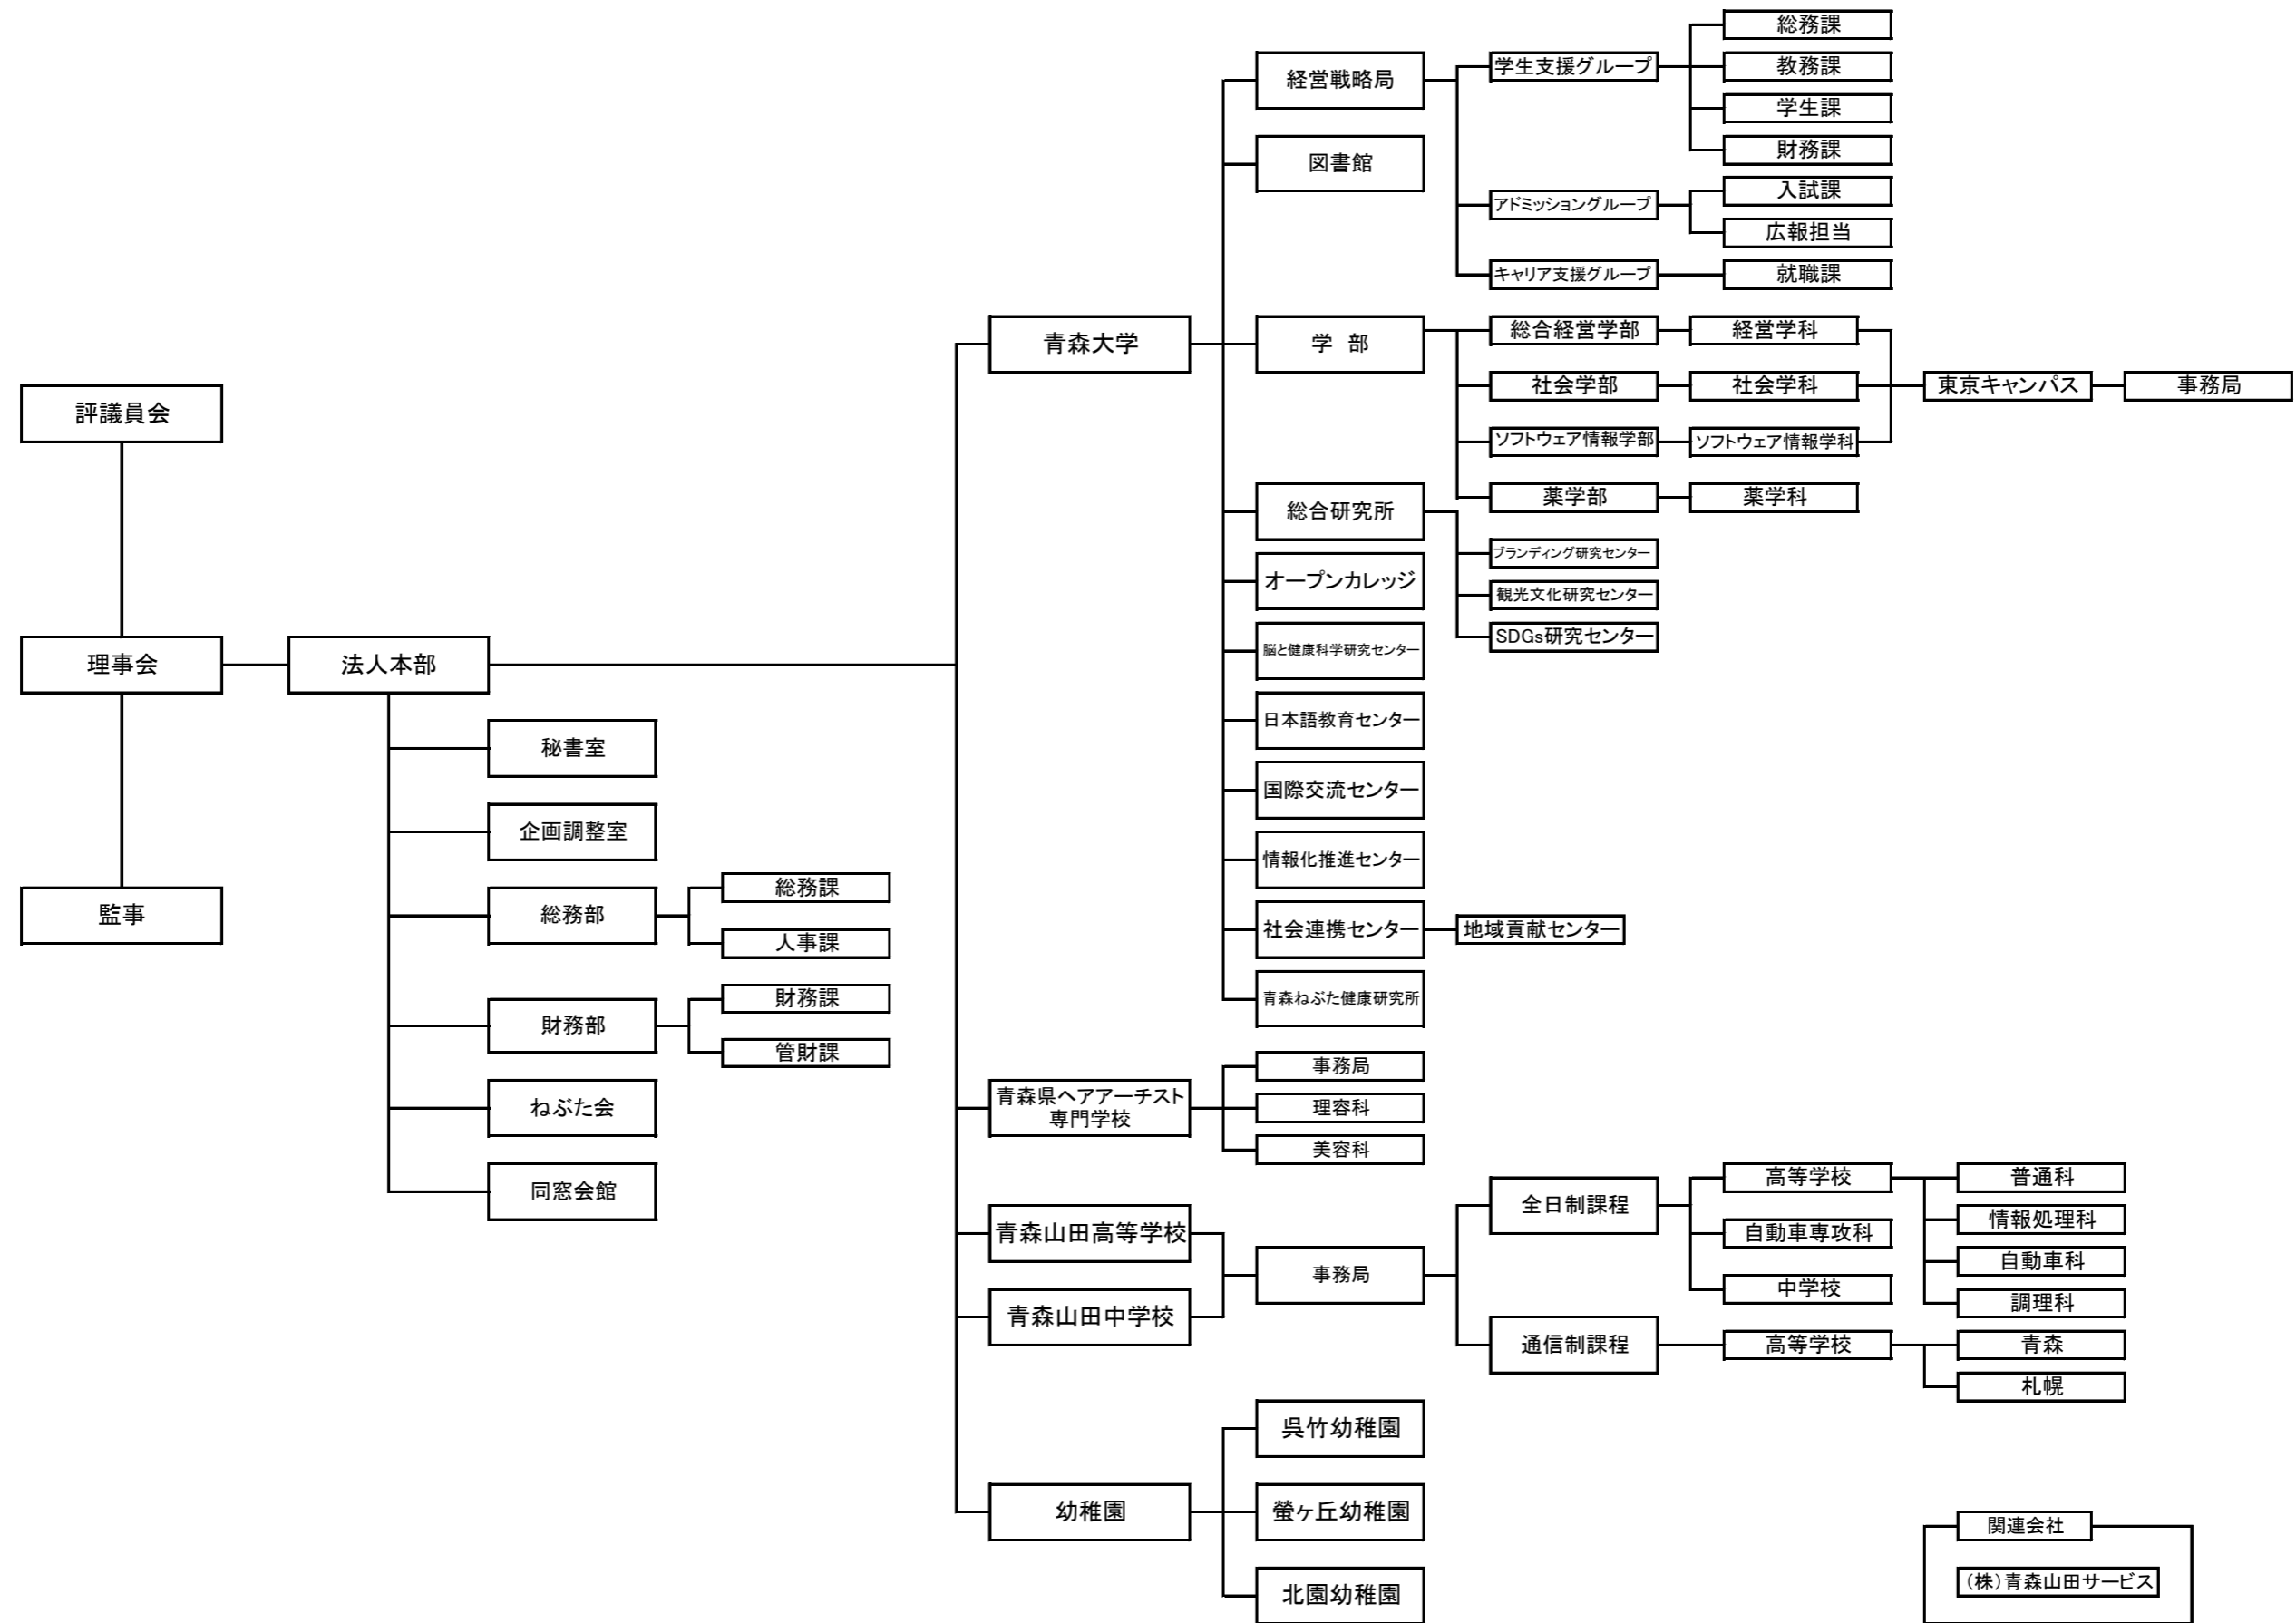 評議員会
理事会
監事
法人本部
秘書室
企画調整室
総務部
総務課
人事課
財務部
財務課
管財課
ねぶた会
同窓会館
青森大学
経営戦略局
学生支援グループ
総務課
教務課
学生課
財務課
アドミッショングループ
入試課
広報担当
キャリア支援グループ
就職課
図書館
学 部
総合経営学部
経営学科
社会学部
社会学科
ソフトウェア情報学部
ソフトウェア情報学科
薬学部
薬学科
東京キャンパス
事務局
総合研究所
ブランディング研究センター
観光文化研究センター
SDGs研究センター
オープンカレッジ
脳と健康科学研究センター
日本語教育センター
国際交流センター
情報化推進センター
社会連携センター
地域貢献センター
青森ねぶた健康研究所
青森県ヘアアーチスト
専門学校
事務局
理容科
美容科
青森山田高等学校
青森山田中学校
事務局
全日制課程
高等学校
普通科
情報処理科
自動車科
調理科
自動車専攻科
中学校
通信制課程
高等学校
青森
札幌
幼稚園
呉竹幼稚園
螢ヶ丘幼稚園
北園幼稚園
関連会社
(株)青森山田サービス